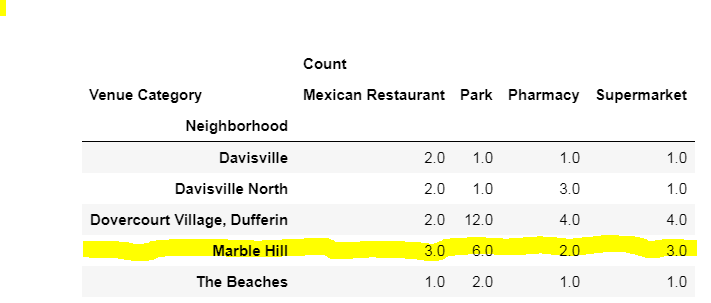 Count
Venue Category Mexican Restaurant Park Pharmacy Supermarket
Neighborhood
Davisville 2.0 1.0 1.0 1.0
Davisville North 2.0 1.0 3.0 1.0
Dovercourt Village, Dufferin 2.0 12.0 4.0 4.0
Marble Hill 3.0 6.0 2.0 3.0
The Beaches 1.0 2.0 1.0 1.0